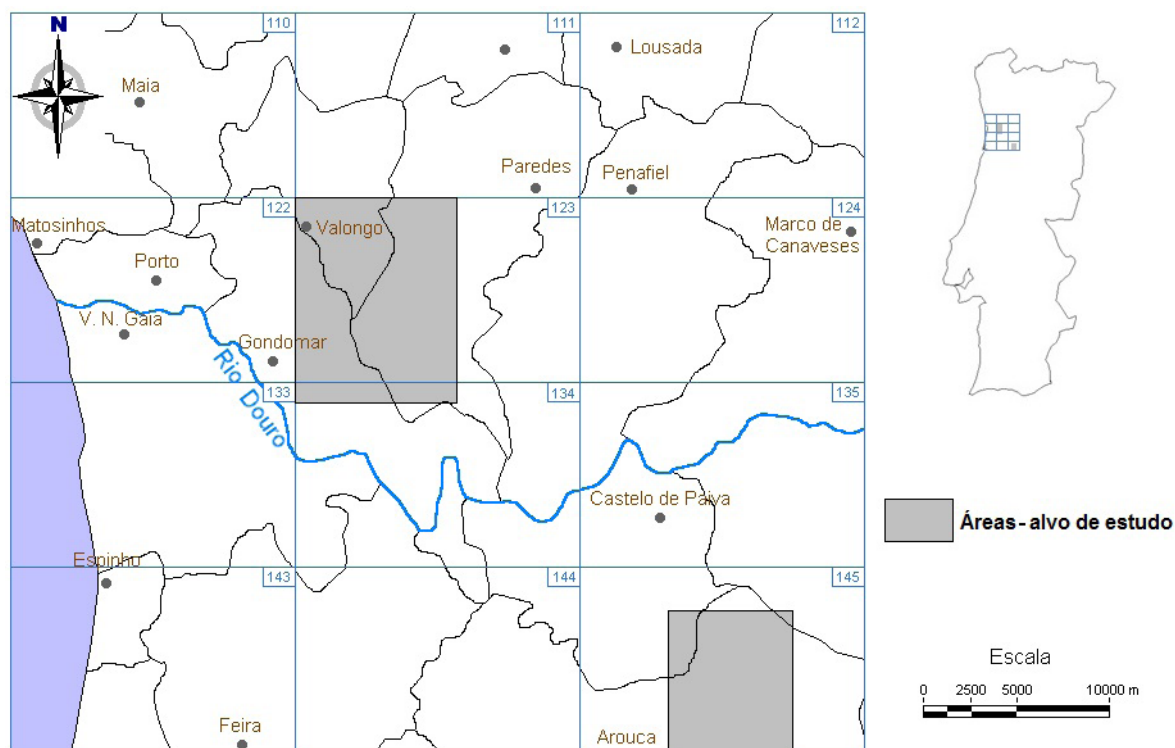 N
110
111
112
Maia
Lousada
Paredes
Penafiel
122
123
124
Matosinhos
Valongo
Marco de
Canaveses
Porto
V. N. Gaia
Gondomar
Rio Douro
133
134
135
Castelo de Paiva
Áreas-alvo de estudo
Espinho
143
144
145
Escala
0 2500 5000 10000 m
Feira
Arouca